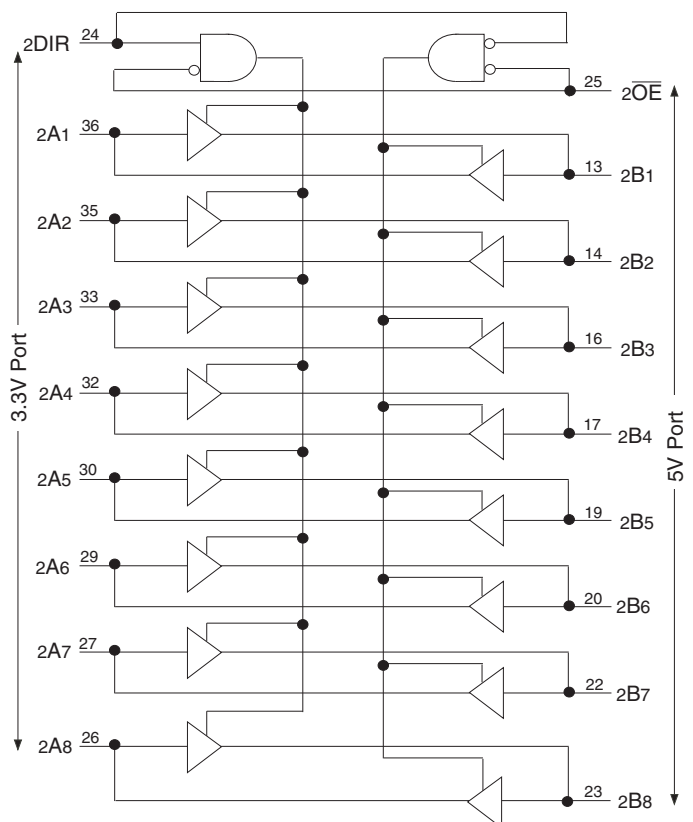 2DIR 24
25 2OE
2A1 36
13 2B1
2A2 35
14 2B2
2A3 33
16 2B3
2A4 32
17 2B4
2A5 30
19 2B5
2A6 29
20 2B6
2A7 27
22 2B7
2A8 26
23 2B8
3.3V Port
5V Port